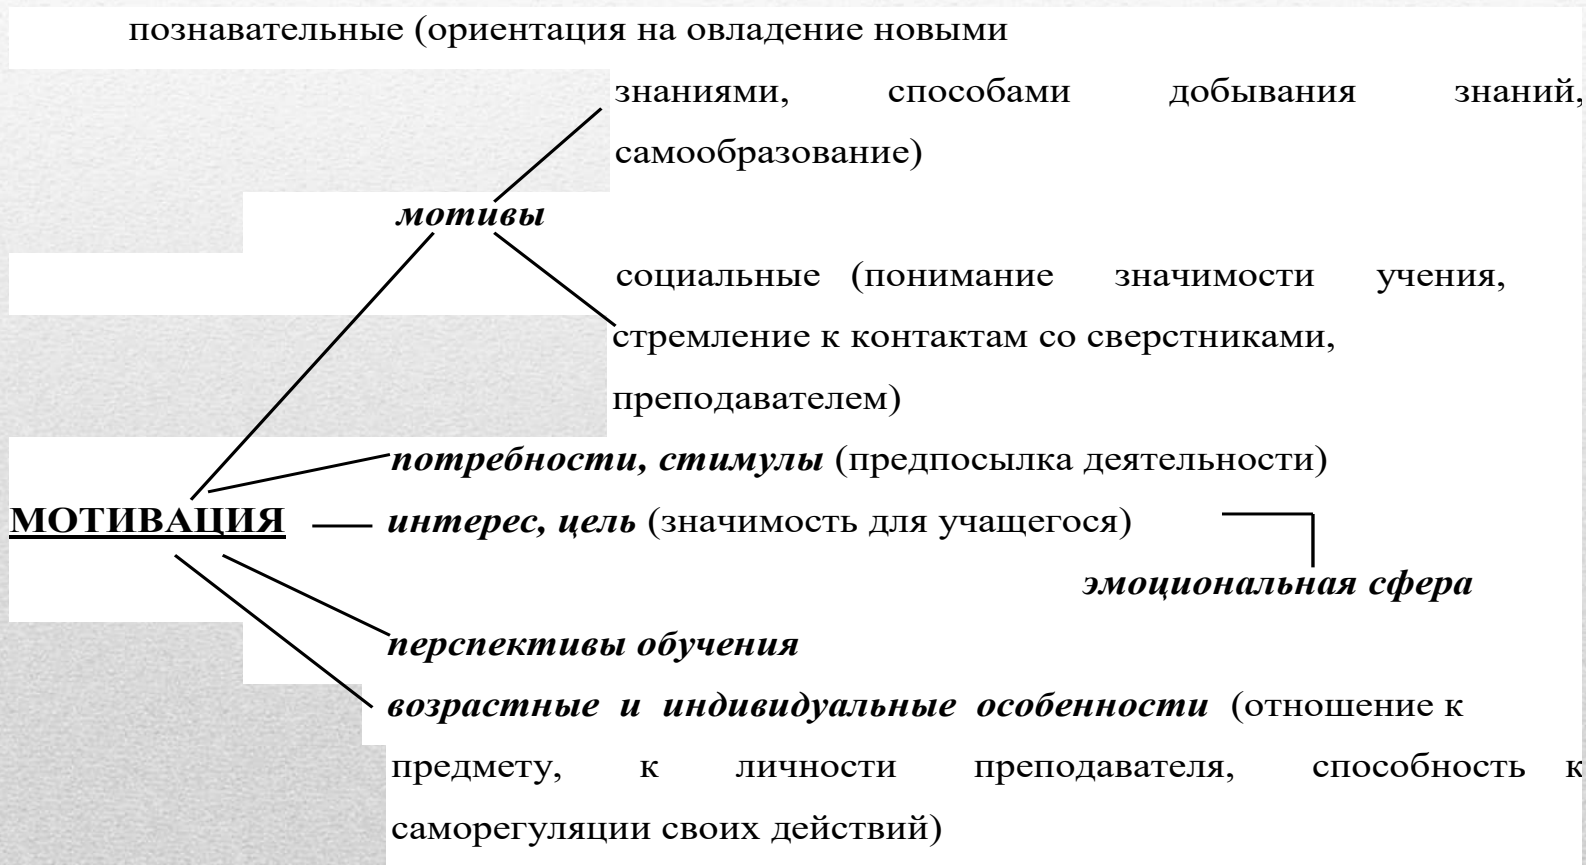 познавательные (ориентация на овладение новыми
знаниями, способами добывания знаний,
самообразование)
мотивы
социальные (понимание значимости учения,
стремление к контактам со сверстниками,
преподавателем)
потребности, стимулы (предпосылка деятельности)
МОТИВАЦИЯ интерес, цель (значимость для учащегося)
эмоциональная сфера
перспективы обучения
возрастные и индивидуальные особенности (отношение к
предмету, к личности преподавателя, способность к
саморегуляции своих действий)